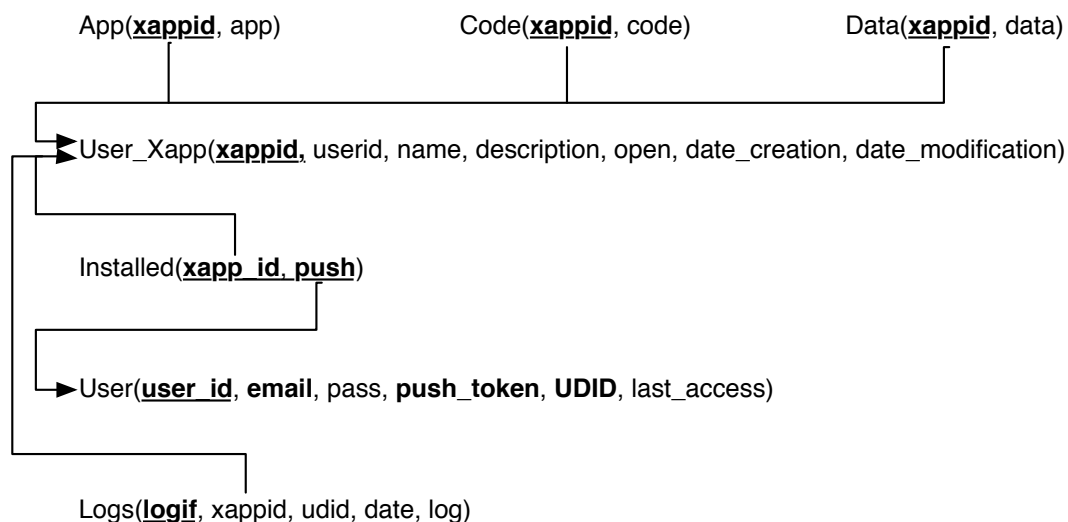 App(xappid, app) Code(xappid, code) Data(xappid, data)
User_Xapp(xappid, userid, name, description, open, date_creation, date_modification)
Installed(xapp_id, push)
User(user_id, email, pass, push_token, UDID, last_access)
Logs(logif, xappid, udid, date, log)